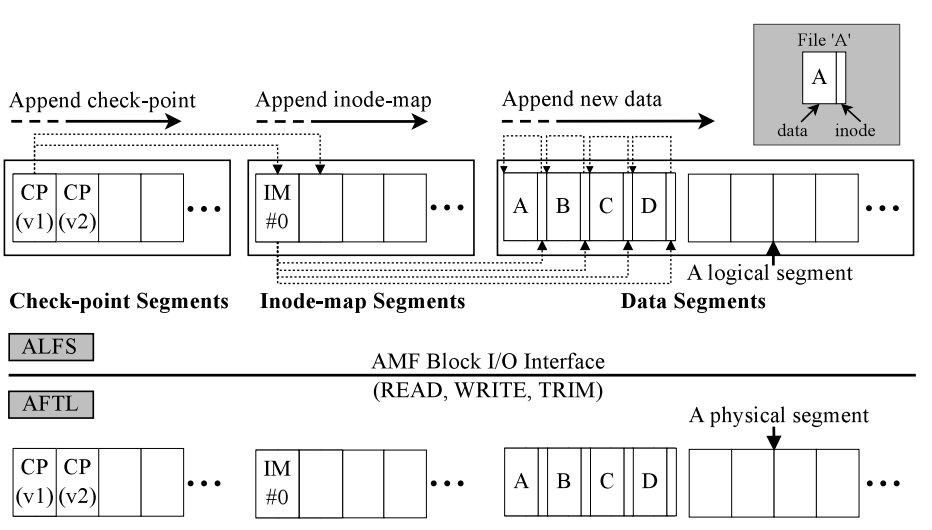 File 'A'
A
data
inode
Append check-point
Append inode-map
Append new data
CP
(v1)
CP
(v2)
• • •
IM
#0
• • •
A
B
C
D
• • •
A logical segment
Check-point Segments
Inode-map Segments
Data Segments
ALFS
AMF Block I/O Interface
(READ, WRITE, TRIM)
AFTL
A physical segment
CP
(v1)
CP
(v2)
• • •
IM
#0
• • •
A
B
C
D
• • •